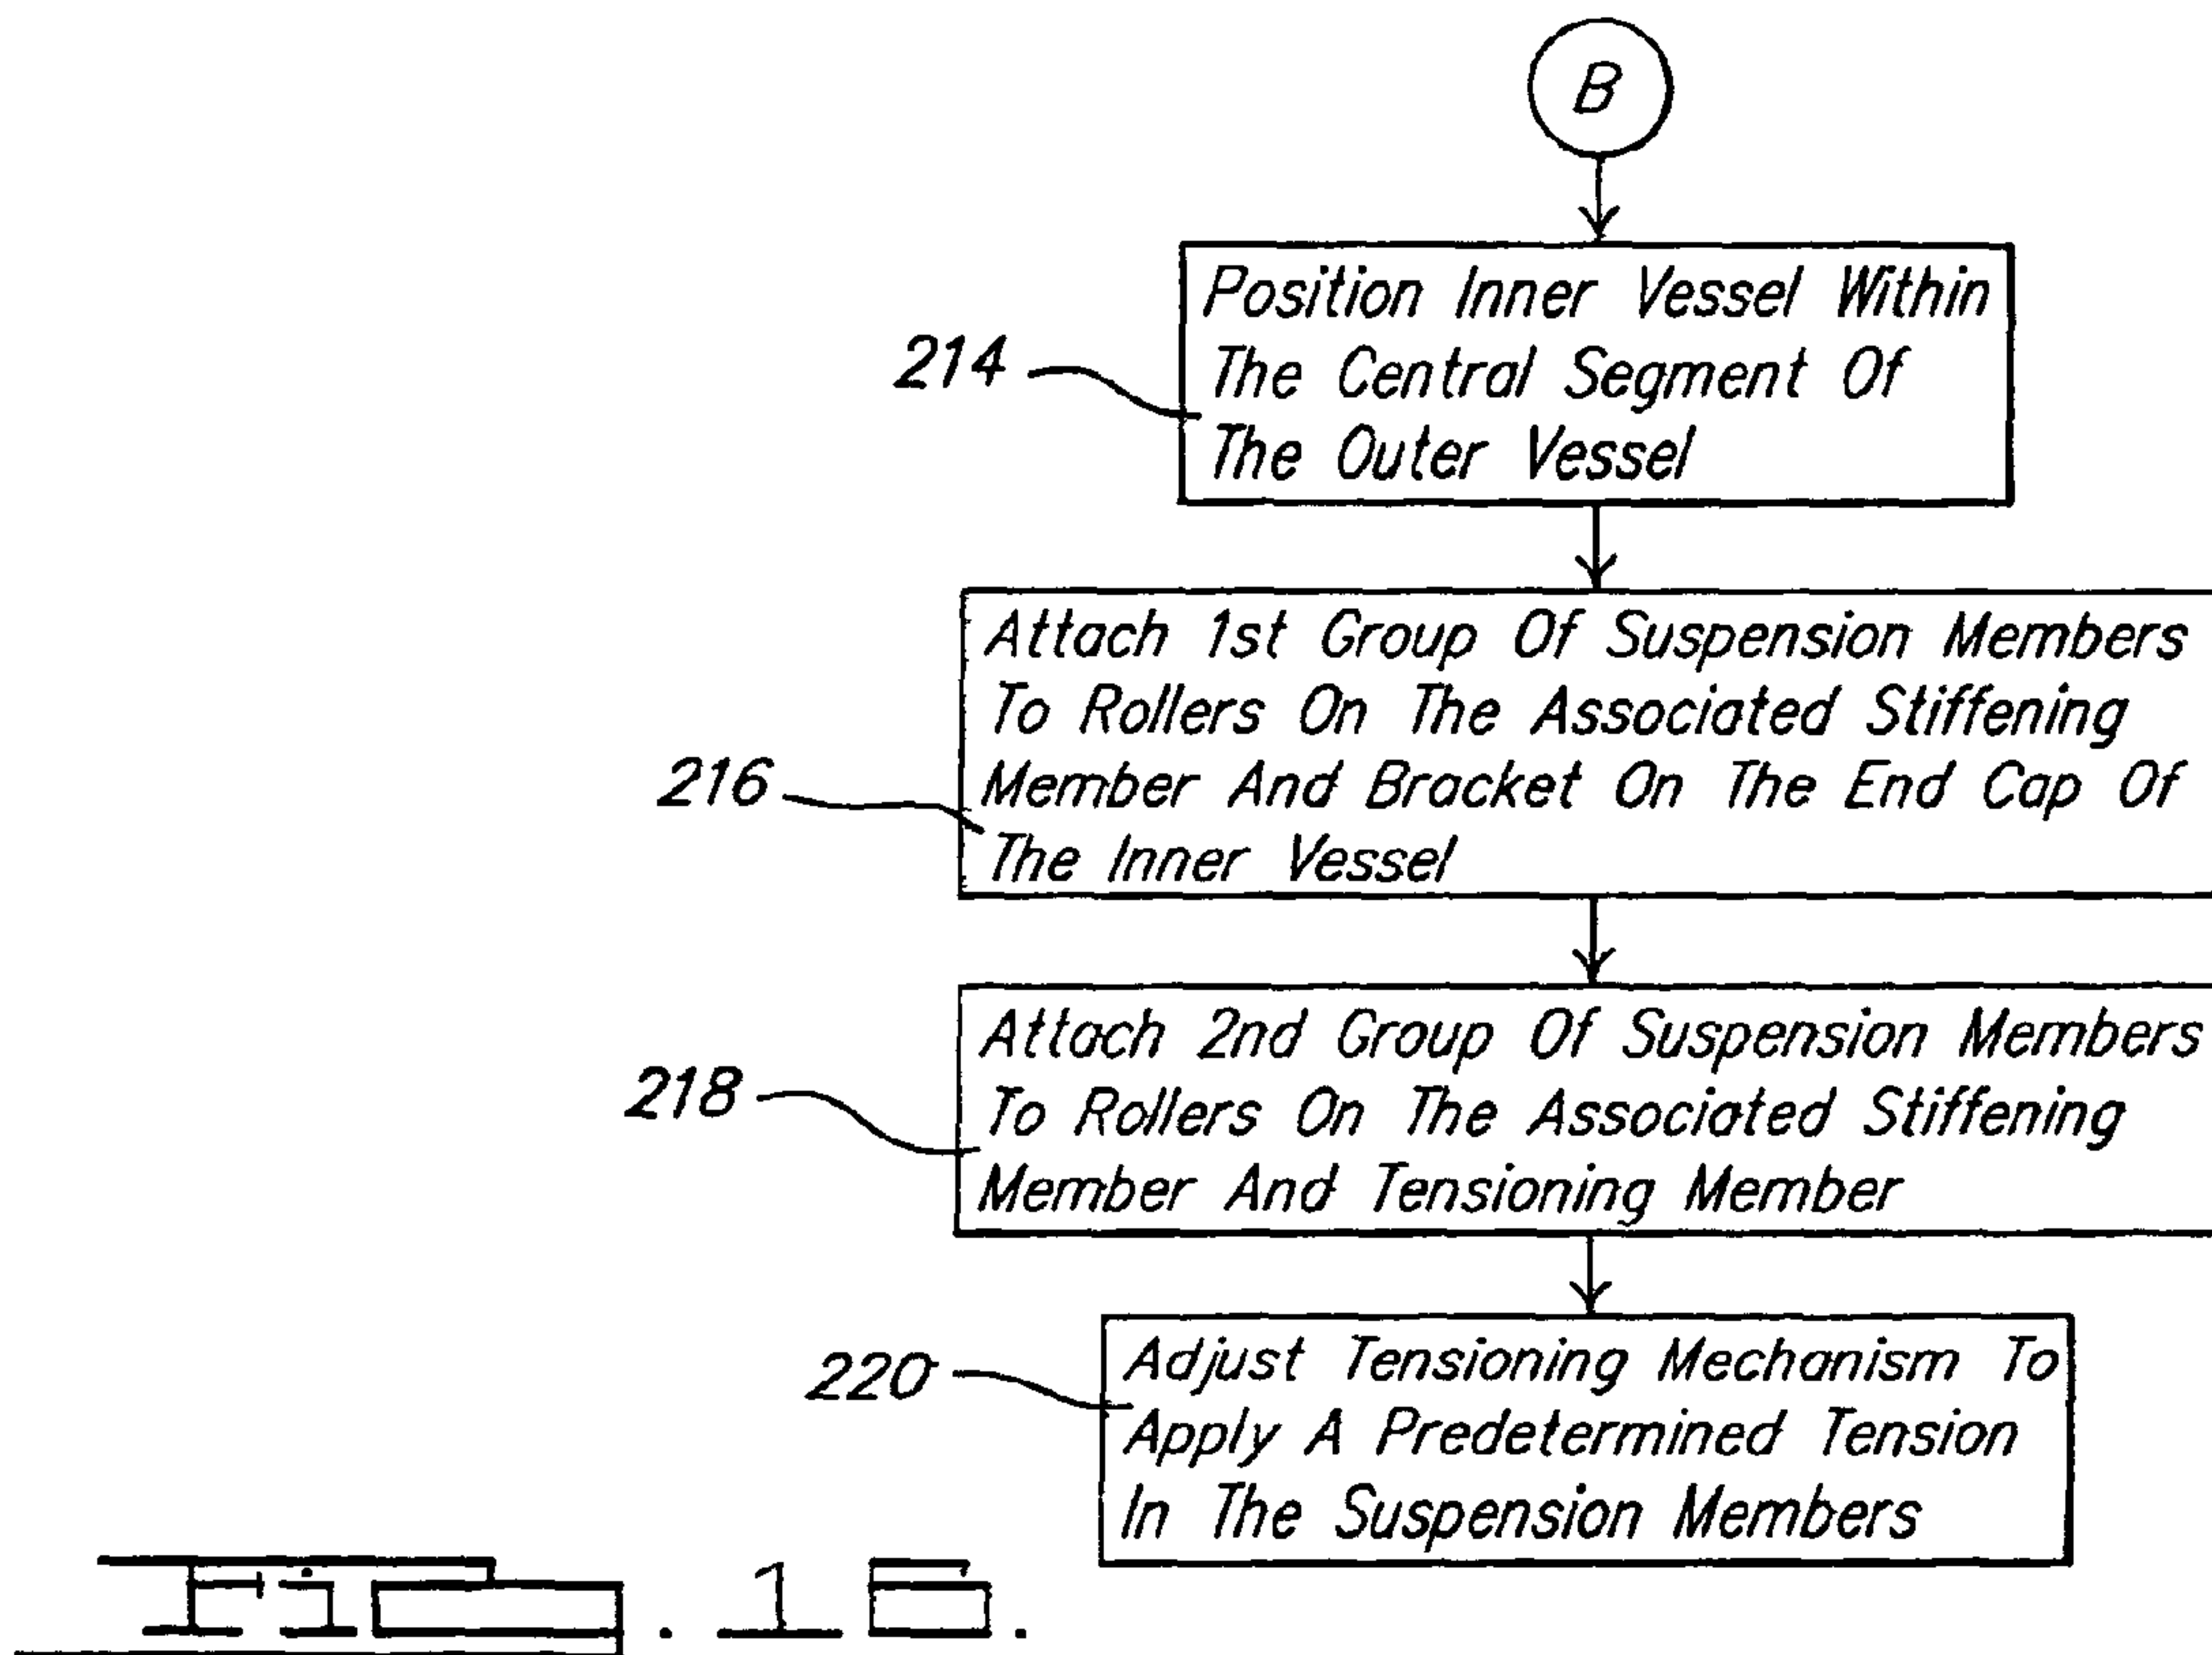 B
214
Position Inner Vessel Within
The Central Segment Of
The Outer Vessel
216
Attach 1st Group Of Suspension Members
To Rollers On The Associated Stiffening
Member And Bracket On The End Cap Of
The Inner Vessel
218
Attach 2nd Group Of Suspension Members
To Rollers On The Associated Stiffening
Member And Tensioning Member
220
Adjust Tensioning Mechanism To
Apply A Predetermined Tension
In The Suspension Members